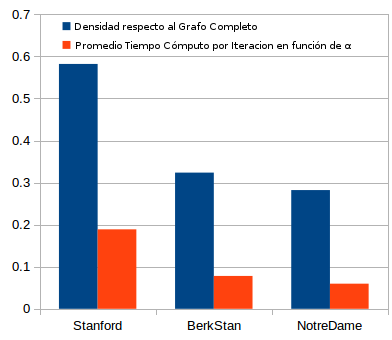 0.7
Densidad respecto al Grafo Completo
Promedio Tiempo Cómputo por Iteracion en función de α
0.6
0.5
0.4
0.3
0.2
0.1
0
Stanford BerkStan NotreDame